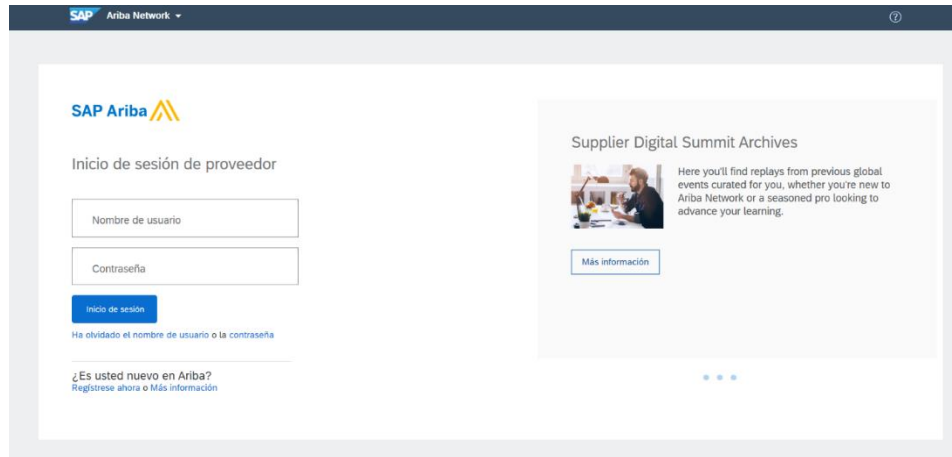 SAP Ariba Network
SAP Ariba
Inicio de sesión de proveedor
Nombre de usuario
Contraseña
Inicio de sesión
Ha olvidado el nombre de usuario o la contraseña
¿Es usted nuevo en Ariba?
Regístrese ahora o Más información
Supplier Digital Summit Archives
Here you'll find replays from previous global
events curated for you, whether you're new to
Ariba Network or a seasoned pro looking to
advance your learning.
Más información